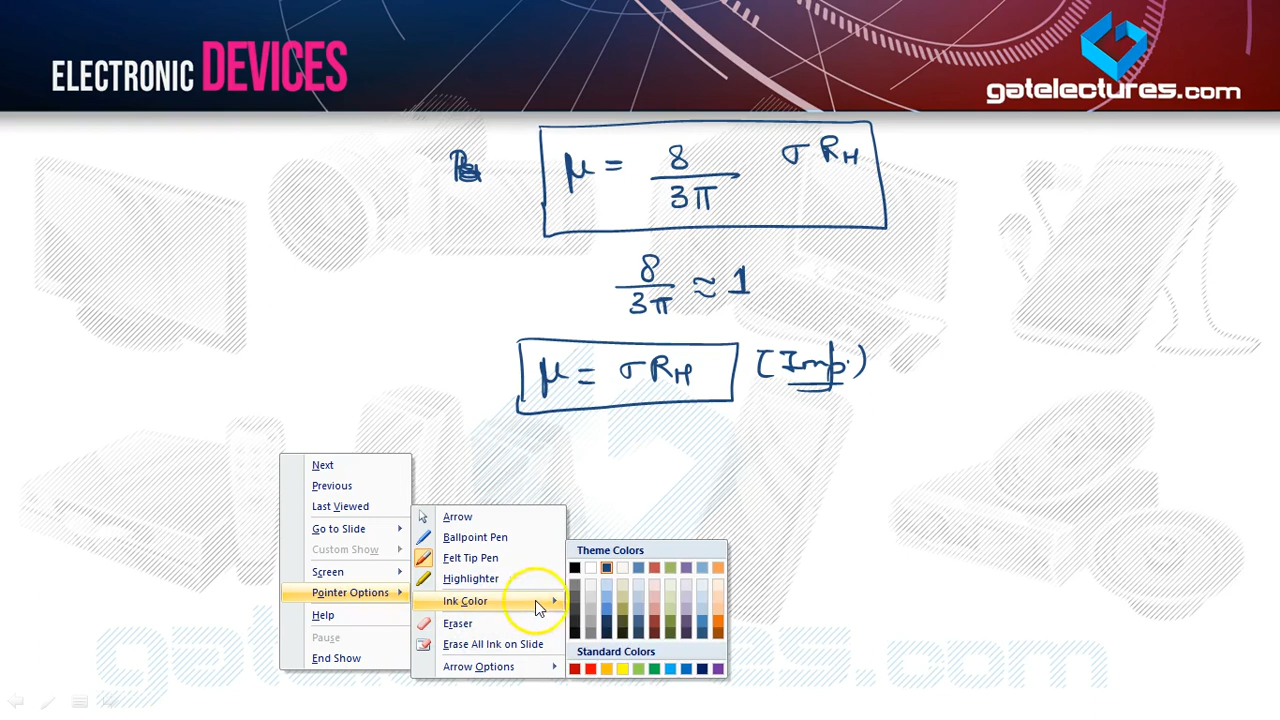 ELECTRONIC DEVICES
gatelectures.com
μ = 8/3π σRH
8/3π ≈ 1
μ = σRH (Imp.)
Next
Previous
Last Viewed
Go to Slide
Custom Show
Screen
Pointer Options
Help
Pause
End Show
Arrow
Ballpoint Pen
Felt Tip Pen
Highlighter
Ink Color
Eraser
Erase All Ink on Slide
Arrow Options
Theme Colors
Standard Colors